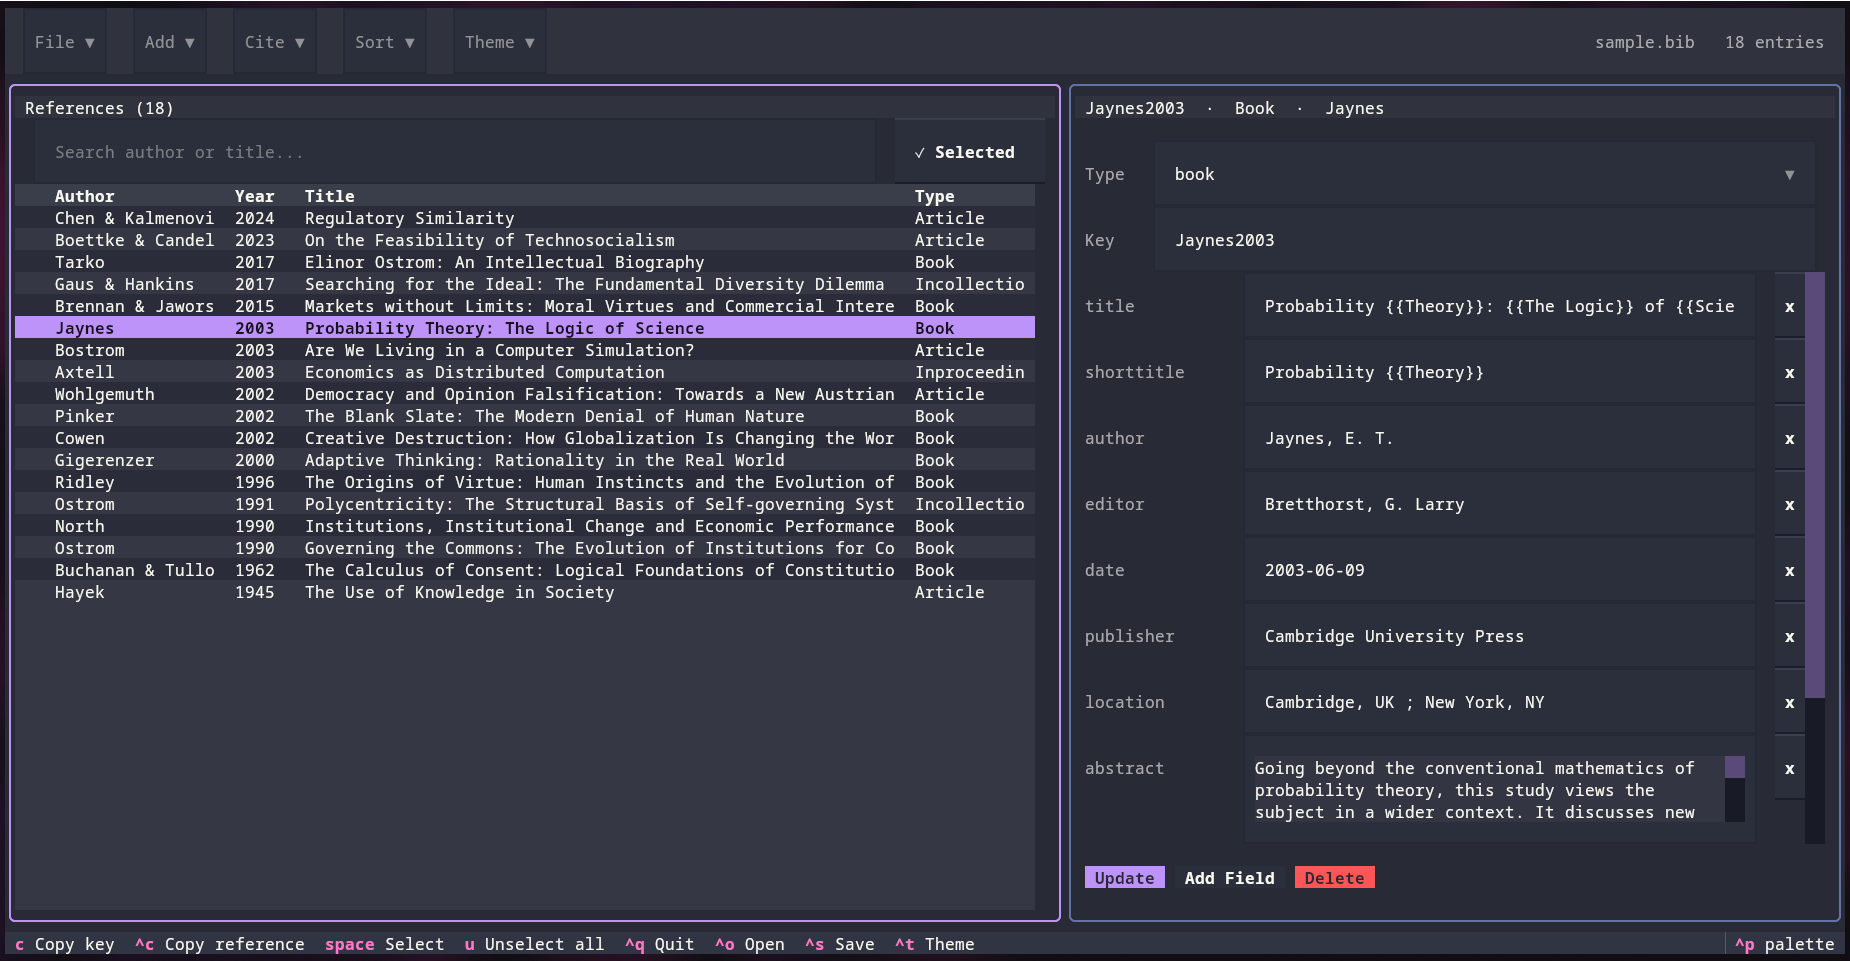 File ▼ Add ▼ Cite ▼ Sort ▼ Theme ▼ sample.bib 18 entries
References (18)
Search author or title...
✓ Selected
Author Year Title Type
Chen & Kalmenovi 2024 Regulatory Similarity Article
Boettke & Candel 2023 On the Feasibility of Technosocialism Article
Tarko 2017 Elinor Ostrom: An Intellectual Biography Book
Gaus & Hankins 2017 Searching for the Ideal: The Fundamental Diversity Dilemma Incollectio
Brennan & Jawors 2015 Markets without Limits: Moral Virtues and Commercial Intere Book
Jaynes 2003 Probability Theory: The Logic of Science Book
Bostrom 2003 Are We Living in a Computer Simulation? Article
Axtell 2003 Economics as Distributed Computation Inproceedin
Wohlgemuth 2002 Democracy and Opinion Falsification: Towards a New Austrian Article
Pinker 2002 The Blank Slate: The Modern Denial of Human Nature Book
Cowen 2002 Creative Destruction: How Globalization Is Changing the Wor Book
Gigerenzer 2000 Adaptive Thinking: Rationality in the Real World Book
Ridley 1996 The Origins of Virtue: Human Instincts and the Evolution of Book
Ostrom 1991 Polycentricity: The Structural Basis of Self-governing Syst Incollectio
North 1990 Institutions, Institutional Change and Economic Performance Book
Ostrom 1990 Governing the Commons: The Evolution of Institutions for Co Book
Buchanan & Tullo 1962 The Calculus of Consent: Logical Foundations of Constitutio Book
Hayek 1945 The Use of Knowledge in Society Article
Jaynes2003 · Book · Jaynes
Type book ▼
Key Jaynes2003
title Probability {{Theory}}: {{The Logic}} of {{Scie x
shorttitle Probability {{Theory}} x
author Jaynes, E. T. x
editor Bretthorst, G. Larry x
date 2003-06-09 x
publisher Cambridge University Press x
location Cambridge, UK ; New York, NY x
abstract Going beyond the conventional mathematics of x
probability theory, this study views the
subject in a wider context. It discusses new
Update Add Field Delete
c Copy key ^c Copy reference space Select u Unselect all ^q Quit ^o Open ^s Save ^t Theme ^p palette